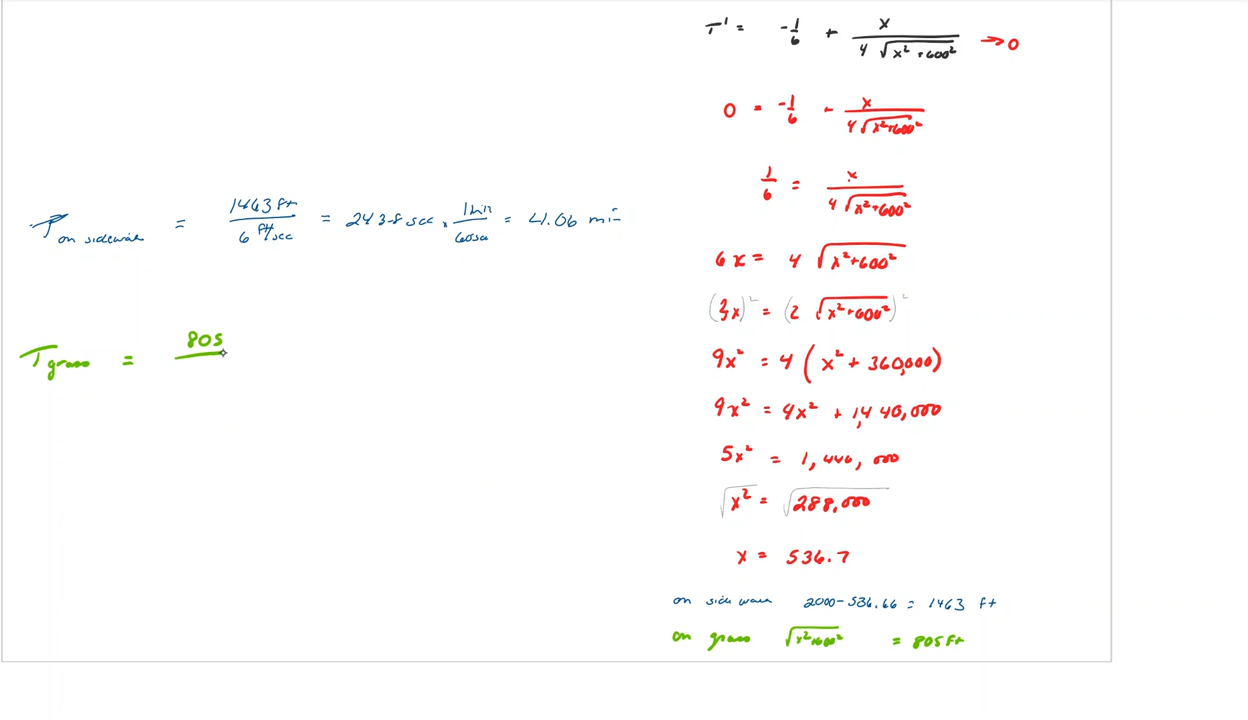 T' = -1/6 + x / 4√x²+600² → 0
0 = -1/6 + x / 4√x²+600²
1/6 = x / 4√x²+600²
6x = 4√x²+600²
(3x)² = (2√x²+600²)²
9x² = 4(x² + 360,000)
9x² = 4x² + 1,440,000
5x² = 1,440,000
√x² = √288,000
x = 536.7
on sidewalk 2000-536.66 = 1463 ft
on grass √x²+600² = 805 ft
T on sidewalk = 1463 ft / 6 ft/sec = 243.8 sec × 1 min / 60 sec = 4.06 min
T grass = 805